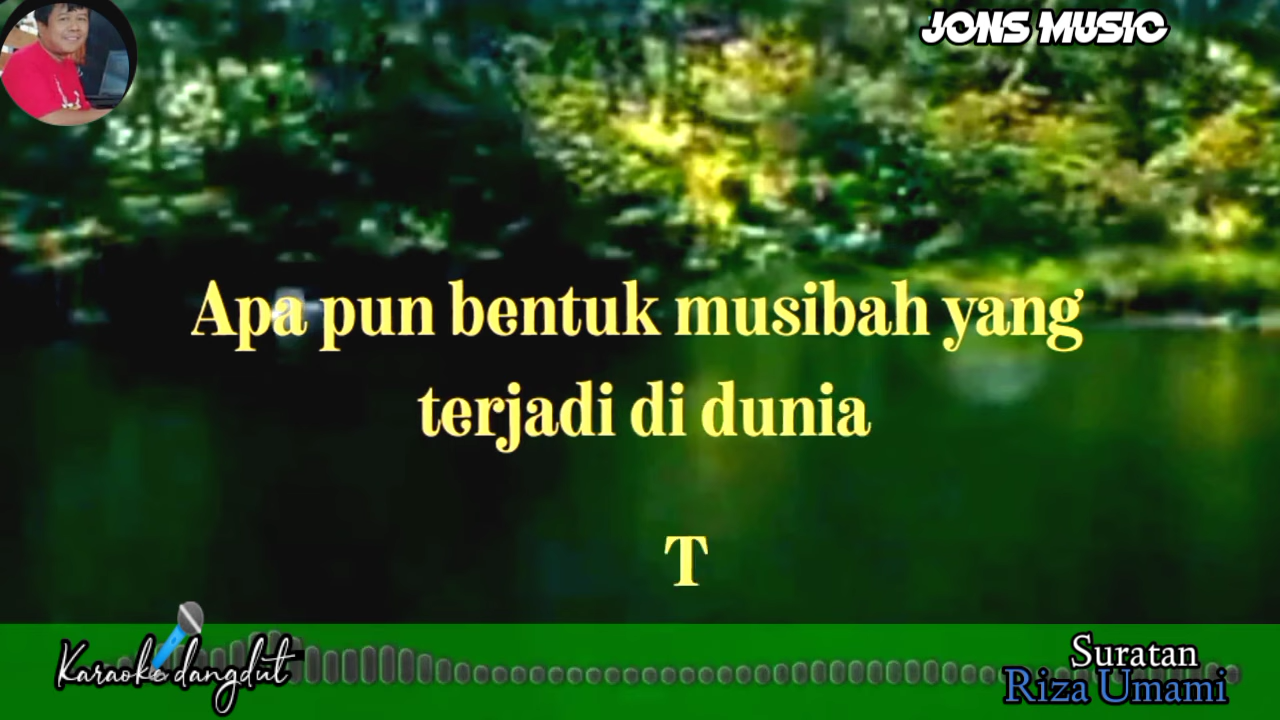 JONS MUSIC
Apa pun bentuk musibah yang
terjadi di dunia
T
Karaoke dangdut
Suratan
Riza Umami